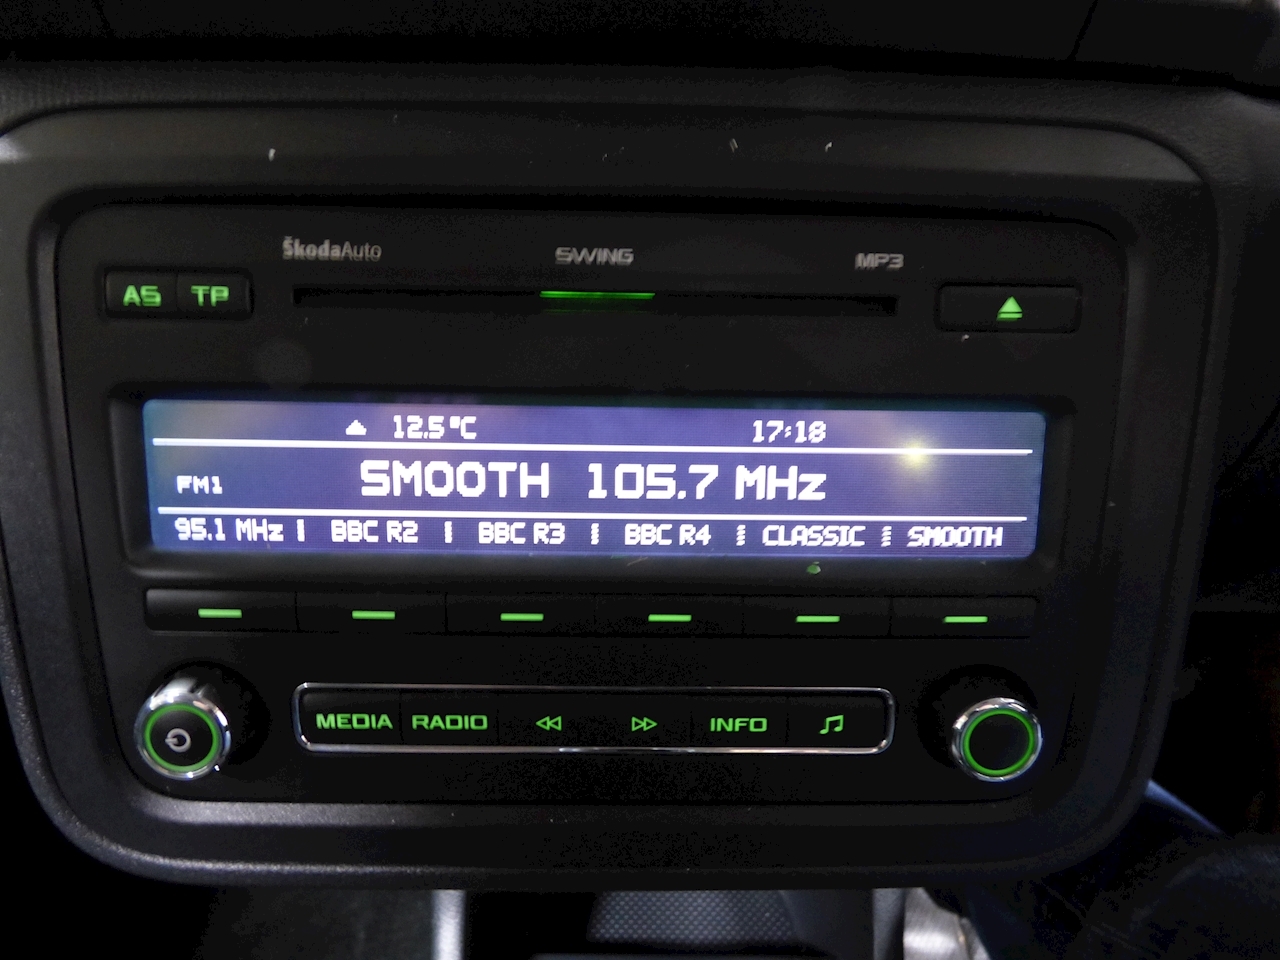 ŠkodaAuto SWING MP3
AS TP
12.5°C 17:18
FM1 SMOOTH 105.7 MHz
95.1 MHz BBC R2 BBC R3 BBC R4 CLASSIC SMOOTH
MEDIA RADIO INFO